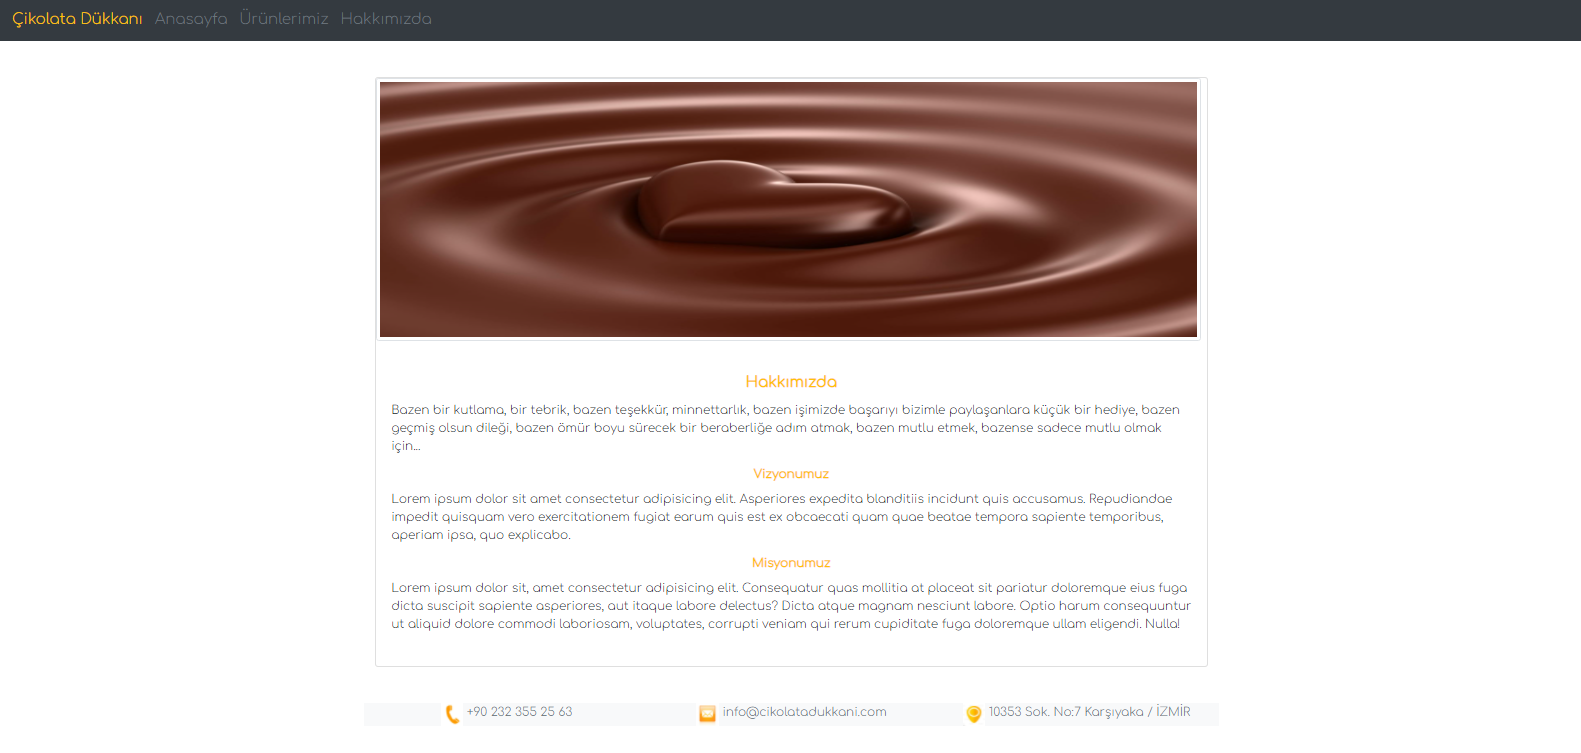 Çikolata Dükkanı Anasayfa Ürünlerimiz Hakkımızda
Hakkımızda
Bazen bir kutlama, bir tebrik, bazen teşekkür, minnettarlık, bazen işimizde başarıyı bizimle paylaşanlara küçük bir hediye, bazen
geçmiş olsun dileği, bazen ömür boyu sürecek bir beraberliğe adım atmak, bazen mutlu etmek, bazense sadece mutlu olmak
için...
Vizyonumuz
Lorem ipsum dolor sit amet consectetur adipisicing elit. Asperiores expedita blanditiis incidunt quis accusamus. Repudiandae
impedit quisquam vero exercitationem fugiat earum quis est ex obcaecati quam quae beatae tempora sapiente temporibus,
aperiam ipsa, quo explicabo.
Misyonumuz
Lorem ipsum dolor sit, amet consectetur adipisicing elit. Consequatur quas mollitia at placeat sit pariatur doloremque eius fuga
dicta suscipit sapiente asperiores, aut itaque labore delectus? Dicta atque magnam nesciunt labore. Optio harum consequuntur
ut aliquid dolore commodi laboriosam, voluptates, corrupti veniam qui rerum cupiditate fuga doloremque ullam eligendi. Nulla!
+90 232 355 25 63 info@cikolatadukkani.com 10353 Sok. No:7 Karşıyaka / İZMİR